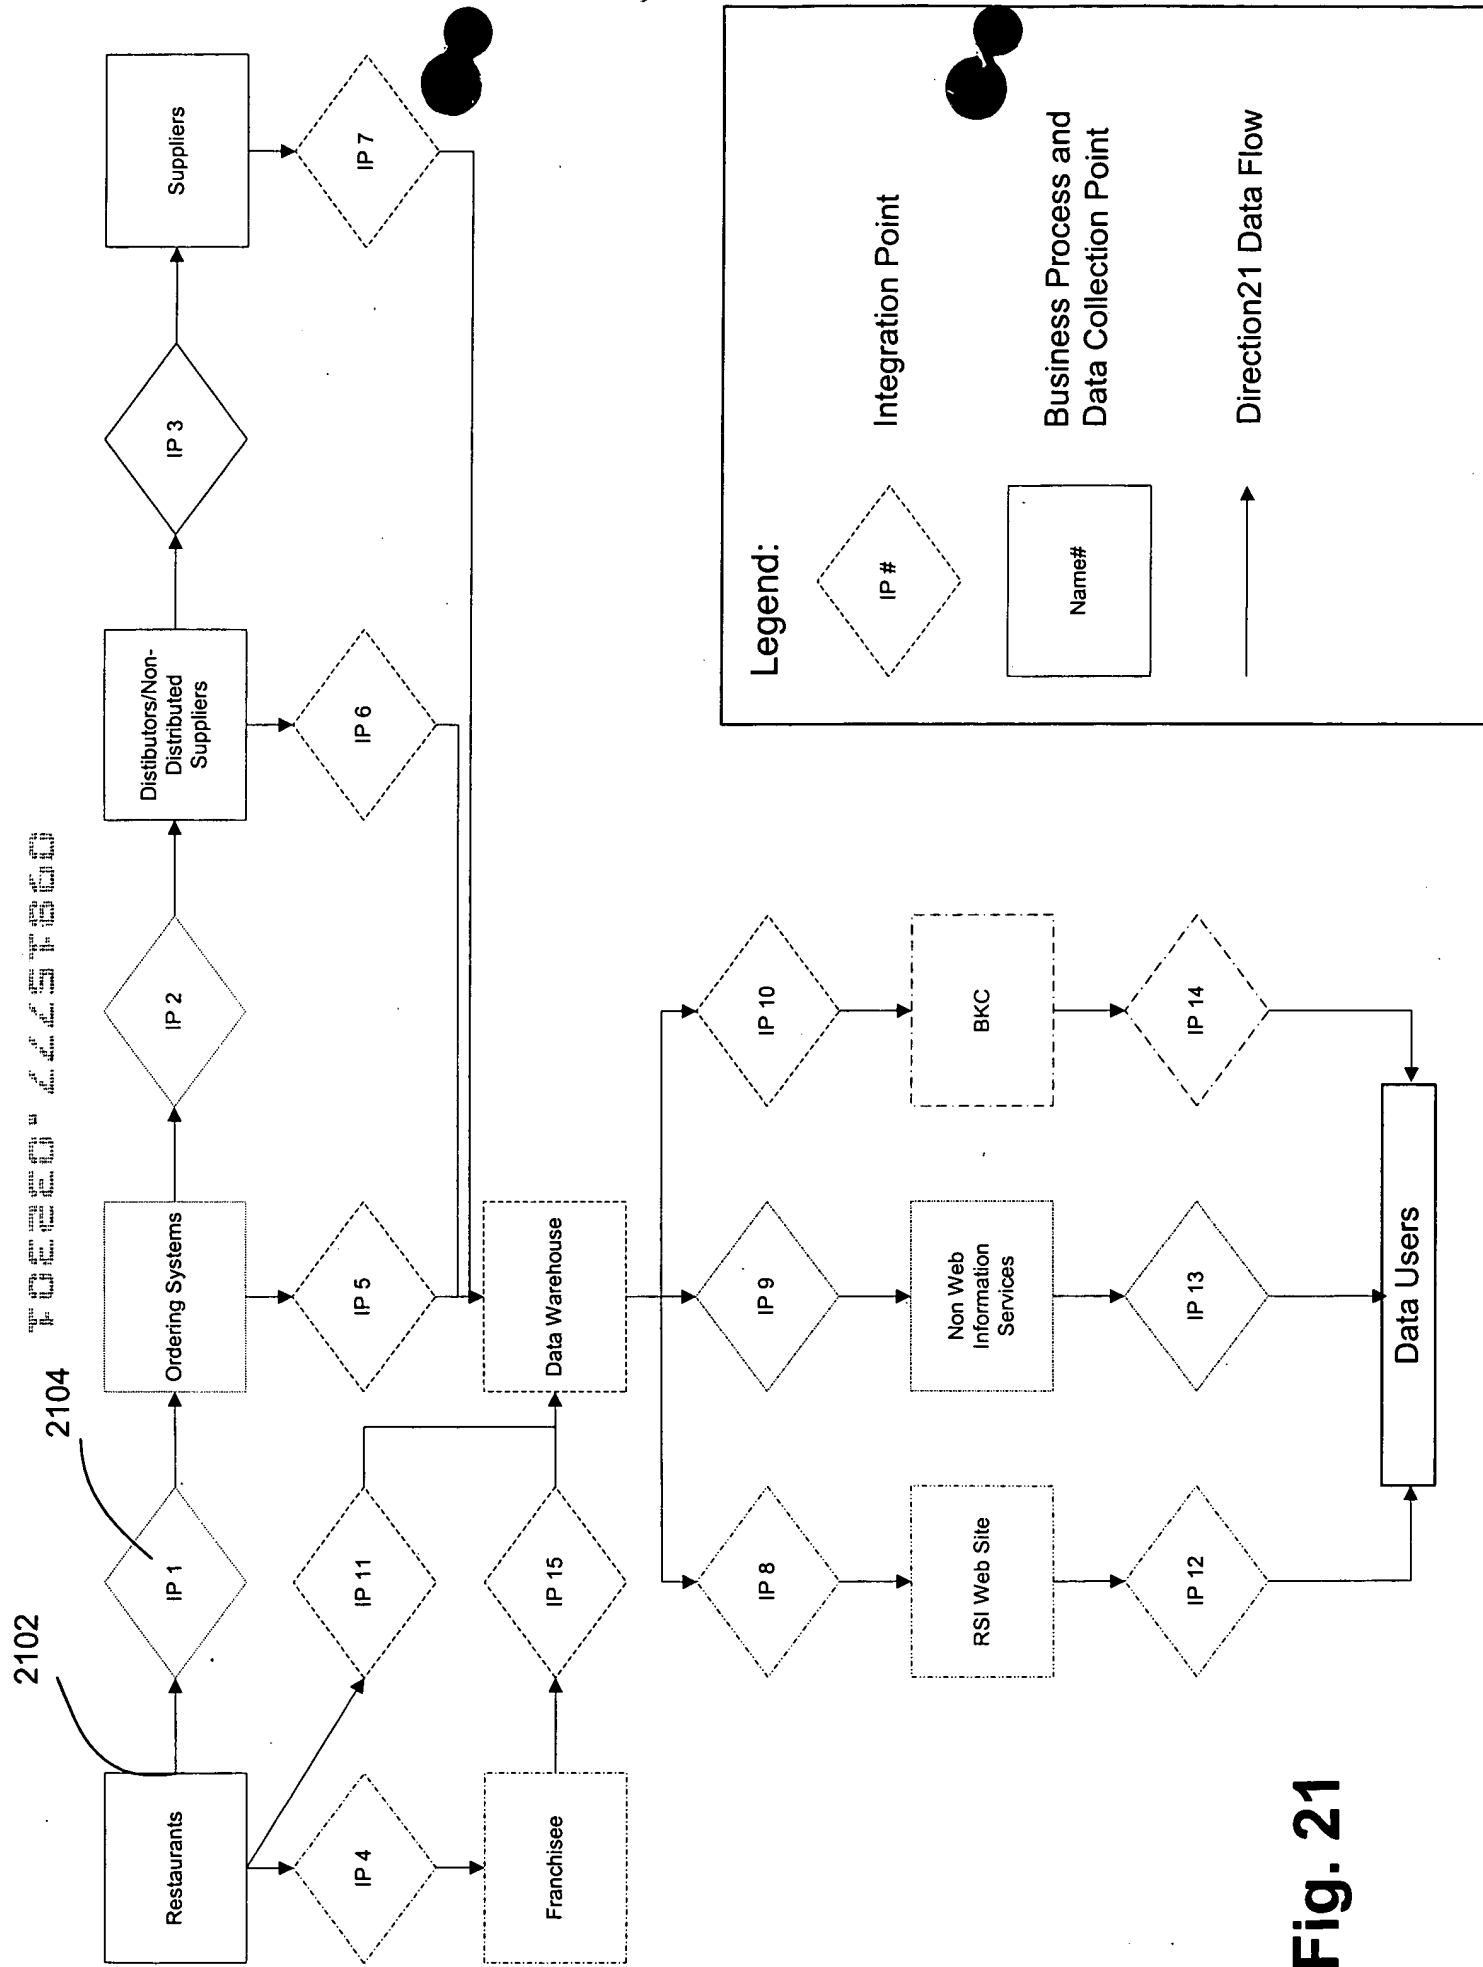 2102
2104
Restaurants
IP 1
Ordering Systems
IP 2
Distibutors/Non-
Distributed
Suppliers
IP 3
Suppliers
IP 4
IP 11
IP 5
IP 6
IP 7
Franchisee
IP 15
Data Warehouse
IP 8
IP 9
IP 10
RSI Web Site
Non Web
Information
Services
BKC
IP 12
IP 13
IP 14
Data Users
Legend:
IP #
Integration Point
Name#
Business Process and
Data Collection Point
Direction21 Data Flow
Fig. 21